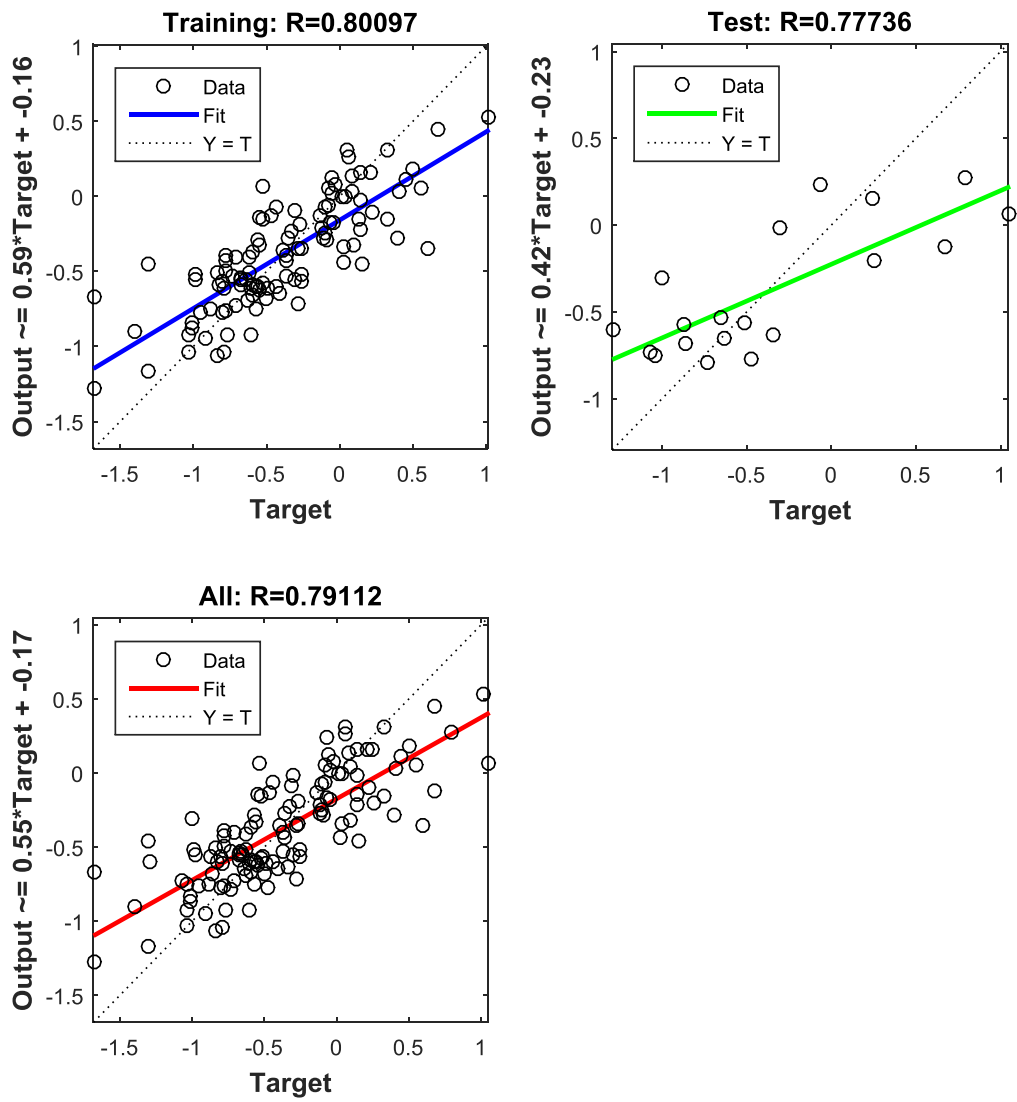 Training: R=0.80097
Output ~= 0.59*Target + -0.16
1
0.5
0
-0.5
-1
-1.5
Data
Fit
Y = T
-1.5
-1
-0.5
0
0.5
1
Target
Test: R=0.77736
Output ~= 0.42*Target + -0.23
1
0.5
0
-0.5
-1
Data
Fit
Y = T
-1
-0.5
0
0.5
1
Target
All: R=0.79112
Output ~= 0.55*Target + -0.17
1
0.5
0
-0.5
-1
-1.5
Data
Fit
Y = T
-1.5
-1
-0.5
0
0.5
1
Target